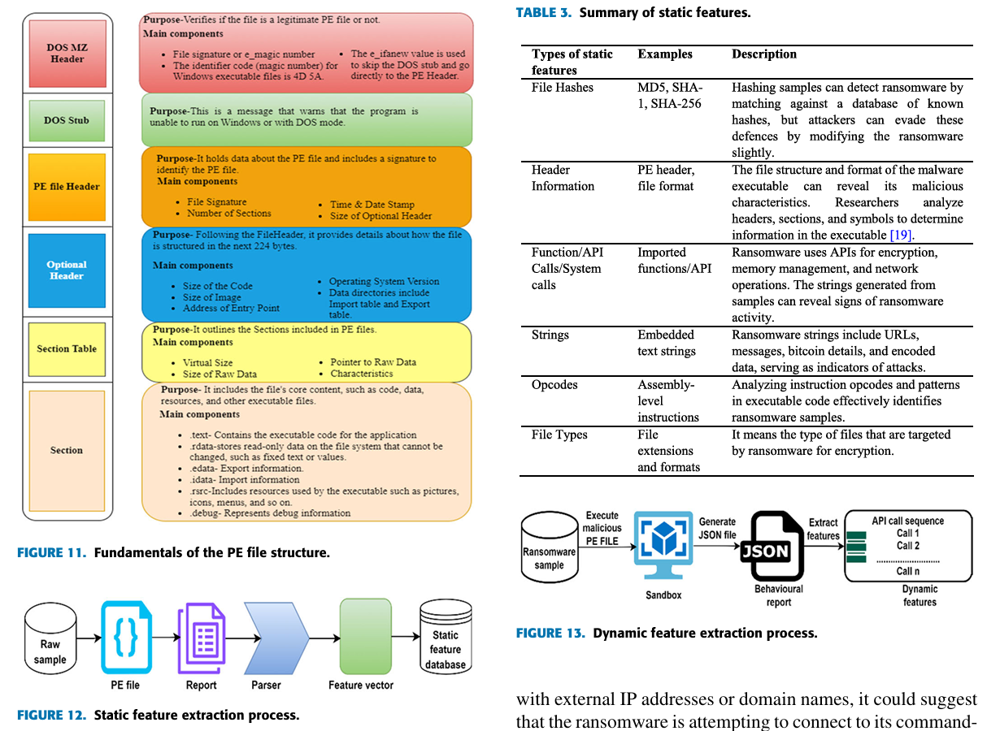 DOS MZ
Header
Purpose-Verifies if the file is a legitimate PE file or not.
Main components
• File signature or e_magic number
• The identifier code (magic number) for
Windows executable files is 4D 5A.
• The e_ifanew value is used
to skip the DOS stub and go
directly to the PE Header.
DOS Stub
Purpose-This is a message that warns that the program is
unable to run on Windows or with DOS mode.
PE file Header
Purpose-It holds data about the PE file and includes a signature to
identify the PE file.
Main components
• File Signature
• Number of Sections
• Time & Date Stamp
• Size of Optional Header
Optional
Header
Purpose- Following the FileHeader, it provides details about how the file
is structured in the next 224 bytes.
Main components
• Size of the Code
• Size of Image
• Address of Entry Point
• Operating System Version
• Data directories include
Import table and Export
table.
Section Table
Purpose-It outlines the Sections included in PE files.
Main components
• Virtual Size
• Size of Raw Data
• Pointer to Raw Data
• Characteristics
Section
Purpose- It includes the file's core content, such as code, data,
resources, and other executable files.
Main components
• .text- Contains the executable code for the application
• .rdata-stores read-only data on the file system that cannot be
changed, such as fixed text or values.
• .edata- Export information.
• .idata- Import information
• .rsrc-Includes resources used by the executable such as pictures,
icons, menus, and so on.
• .debug- Represents debug information
FIGURE 11. Fundamentals of the PE file structure.
Raw
sample
PE file
Report
Parser
Feature vector
Static
feature
database
FIGURE 12. Static feature extraction process.
TABLE 3. Summary of static features.
Types of static
features
Examples
Description
File Hashes
MD5, SHA-
1, SHA-256
Hashing samples can detect ransomware by
matching against a database of known
hashes, but attackers can evade these
defences by modifying the ransomware
slightly.
Header
Information
PE header,
file format
The file structure and format of the malware
executable can reveal its malicious
characteristics. Researchers analyze
headers, sections, and symbols to determine
information in the executable [19].
Function/API
Calls/System
calls
Imported
functions/API
Ransomware uses APIs for encryption,
memory management, and network
operations. The strings generated from
samples can reveal signs of ransomware
activity.
Strings
Embedded
text strings
Ransomware strings include URLs,
messages, bitcoin details, and encoded
data, serving as indicators of attacks.
Opcodes
Assembly-
level
instructions
Analyzing instruction opcodes and patterns
in executable code effectively identifies
ransomware samples.
File Types
File
extensions
and formats
It means the type of files that are targeted
by ransomware for encryption.
Ransomware
sample
Execute
malicious
PE FILE
Sandbox
Generate
JSON file
JSON
Behavioural
report
Extract
features
API call sequence
Call 1
Call 2
............................
Call n
Dynamic
features
FIGURE 13. Dynamic feature extraction process.
with external IP addresses or domain names, it could suggest
that the ransomware is attempting to connect to its command-